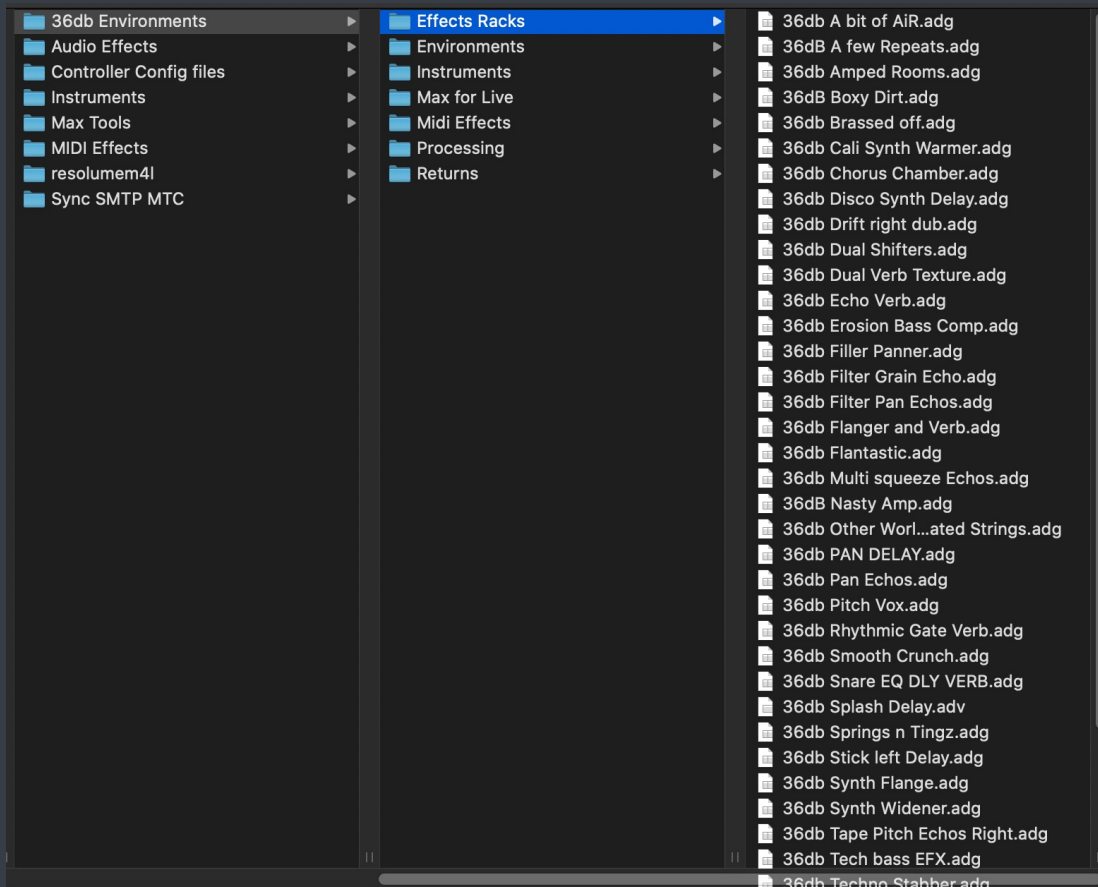 36db Environments
Audio Effects
Controller Config files
Instruments
Max Tools
MIDI Effects
resolumem4l
Sync SMTP MTC
Effects Racks
Environments
Instruments
Max for Live
Midi Effects
Processing
Returns
36db A bit of AiR.adg
36dB A few Repeats.adg
36db Amped Rooms.adg
36dB Boxy Dirt.adg
36db Brassed off.adg
36db Cali Synth Warmer.adg
36db Chorus Chamber.adg
36db Disco Synth Delay.adg
36db Drift right dub.adg
36db Dual Shifters.adg
36db Dual Verb Texture.adg
36db Echo Verb.adg
36db Erosion Bass Comp.adg
36db Filler Panner.adg
36db Filter Grain Echo.adg
36db Filter Pan Echos.adg
36db Flanger and Verb.adg
36db Flantastic.adg
36db Multi squeeze Echos.adg
36dB Nasty Amp.adg
36db Other Worl...ated Strings.adg
36db PAN DELAY.adg
36db Pan Echos.adg
36db Pitch Vox.adg
36db Rhythmic Gate Verb.adg
36db Smooth Crunch.adg
36db Snare EQ DLY VERB.adg
36db Splash Delay.adv
36db Springs n Tingz.adg
36db Stick left Delay.adg
36db Synth Flange.adg
36db Synth Widener.adg
36db Tape Pitch Echos Right.adg
36db Tech bass EFX.adg
36db Techno Stabber.adg